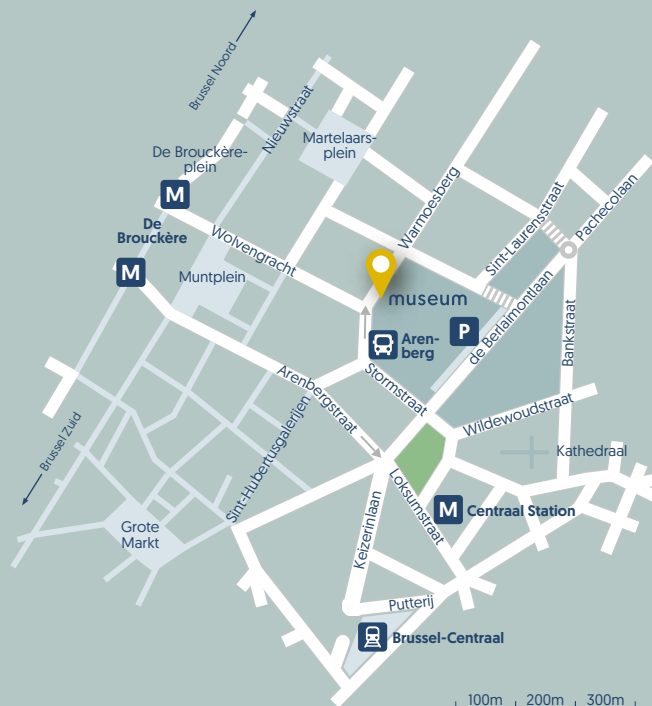 Brussel Noord
Nieuwstraat
Martelaars-
plein
De Brouckère-
plein
M
De
Brouckère
M
Wolvengracht
Muntplein
Warmoesberg
Sint-Laurensstraat
Pachecolaan
museum
P
Aren-
berg
de Berlaimontlaan
Bankstraat
Stormstraat
Arenbergstraat
Wildewoudstraat
Sint-Hubertusgalerijen
Brussel Zuid
Kathedraal
Loksumstraat
M
Centraal Station
Keizerinlaan
Grote
Markt
Putterij
Brussel-Centraal
100m
200m
300m